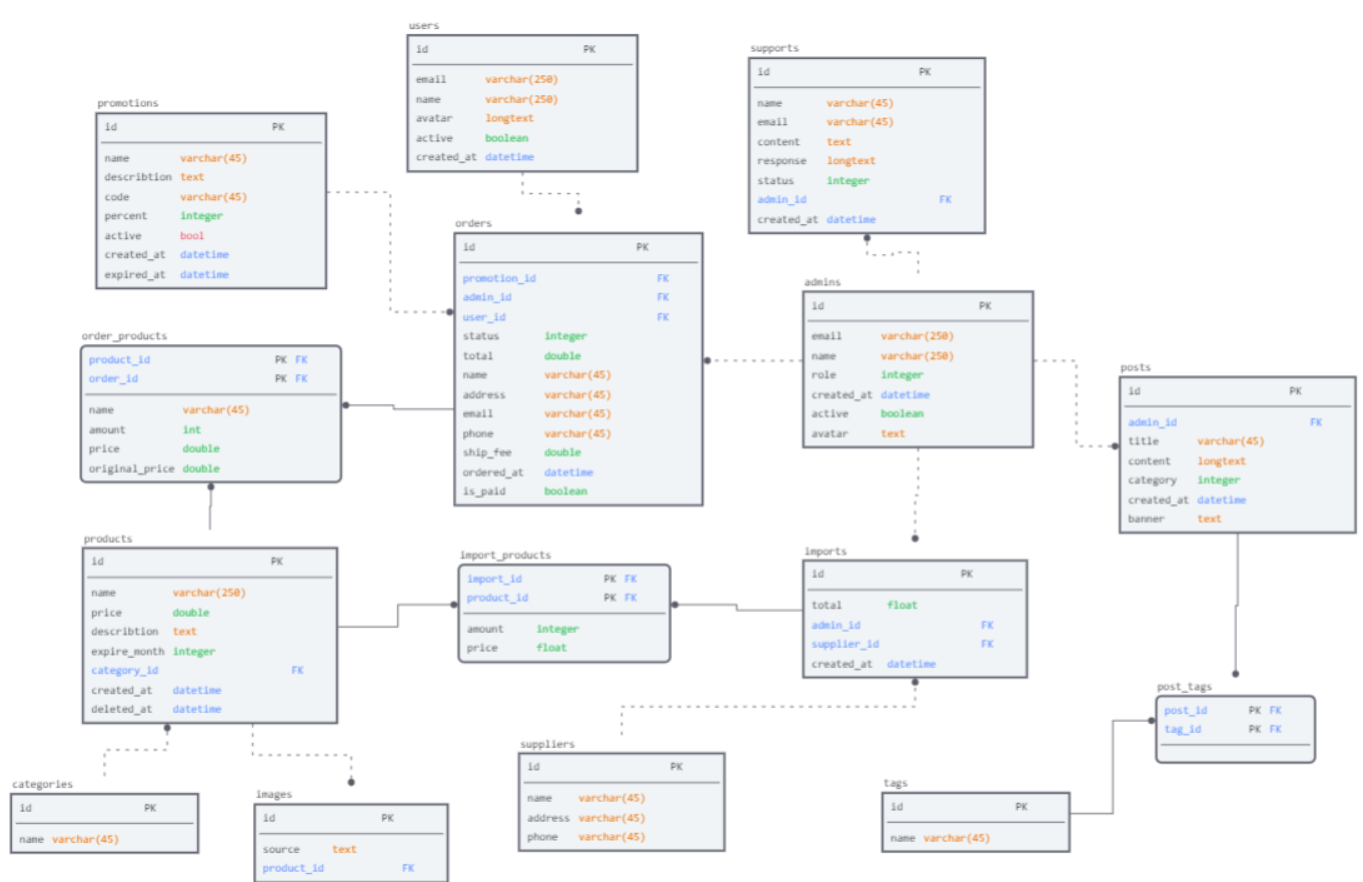 users
id PK
email varchar(250)
name varchar(250)
avatar longtext
active boolean
created_at datetime
supports
id PK
name varchar(45)
email varchar(45)
content text
response longtext
status integer
admin_id FK
created_at datetime
promotions
id PK
name varchar(45)
describtion text
code varchar(45)
percent integer
active bool
created_at datetime
expired_at datetime
orders
id PK
promotion_id FK
admin_id FK
user_id FK
status integer
total double
name varchar(45)
address varchar(45)
email varchar(45)
phone varchar(45)
ship_fee double
ordered_at datetime
is_paid boolean
admins
id PK
email varchar(250)
name varchar(250)
role integer
created_at datetime
active boolean
avatar text
order_products
product_id PK FK
order_id PK FK
name varchar(45)
amount int
price double
original_price double
posts
id PK
admin_id FK
title varchar(45)
content longtext
category integer
created_at datetime
banner text
products
id PK
name varchar(250)
price double
describtion text
expire_month integer
category_id FK
created_at datetime
deleted_at datetime
import_products
import_id PK FK
product_id PK FK
amount integer
price float
imports
id PK
total float
admin_id FK
supplier_id FK
created_at datetime
post_tags
post_id PK FK
tag_id PK FK
categories
id PK
name varchar(45)
images
id PK
source text
product_id FK
suppliers
id PK
name varchar(45)
address varchar(45)
phone varchar(45)
tags
id PK
name varchar(45)